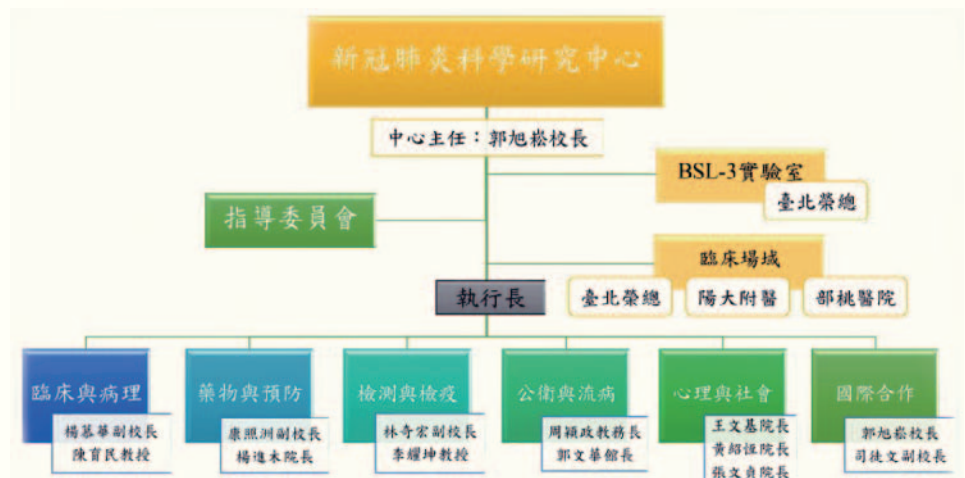 新冠肺炎科學研究中心
中心主任：郭旭崧校長
BSL-3實驗室
臺北榮總
指導委員會
臨床場域
臺北榮總
陽大附醫
部桃醫院
執行長
臨床與病理
楊慕華副校長
陳育民教授
藥物與預防
康照洲副校長
楊進木院長
檢測與檢疫
林奇宏副校長
李耀坤教授
公衛與流病
周穎政教務長
郭文華館長
心理與社會
王文基院長
黃紹恆院長
張文貞院長
國際合作
郭旭崧校長
司徒文副校長